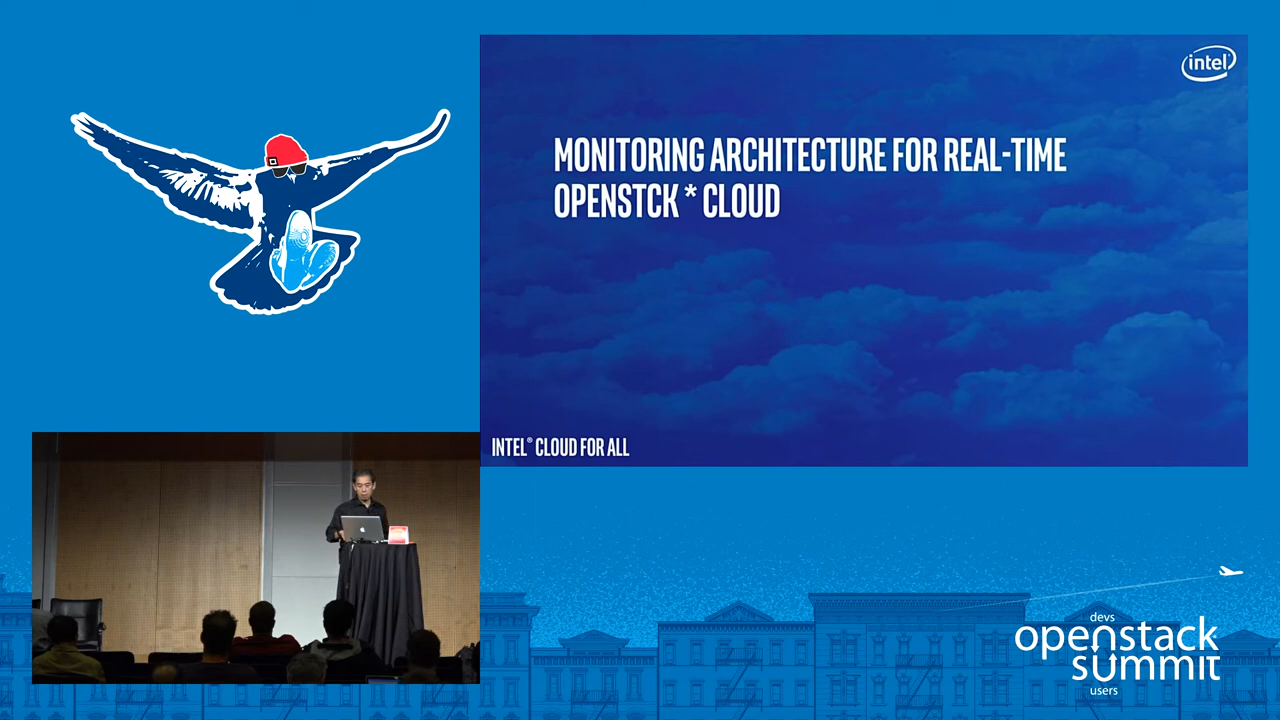 intel
MONITORING ARCHITECTURE FOR REAL-TIME
OPENSTCK * CLOUD
INTEL® CLOUD FOR ALL
devs
openstack
summit
users